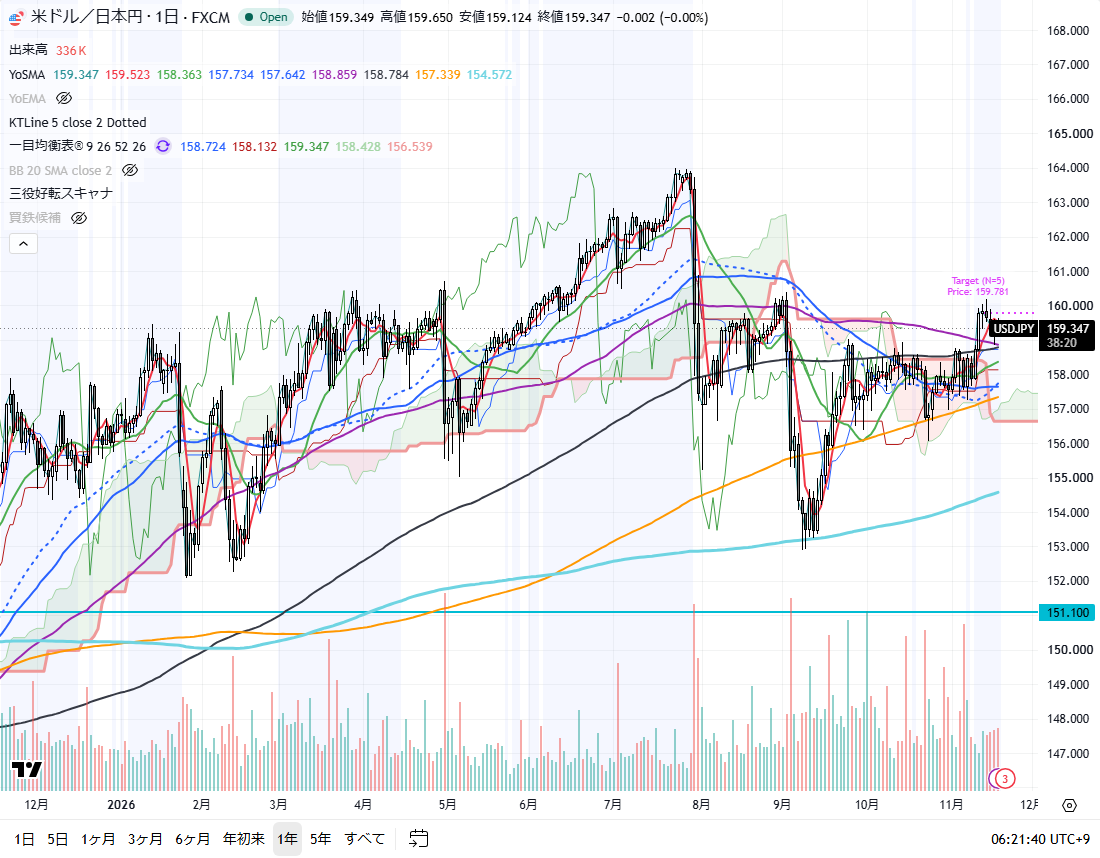 米ドル／日本円 · 1日 · FXCM Open 始値159.349 高値159.650 安値159.124 終値159.347 −0.002 (−0.00%)
出来高 336 K
YoSMA 159.347 159.523 158.363 157.734 157.642 158.859 158.784 157.339 154.572
YoEMA
KTLine 5 close 2 Dotted
一目均衡表® 9 26 52 26 158.724 158.132 159.347 158.428 156.539
BB 20 SMA close 2
三役好転スキャナ
買鉄候補
168.000
167.000
166.000
165.000
164.000
163.000
162.000
161.000
Target (N=5)
Price: 159.781
160.000
USDJPY 159.347
38:20
158.000
157.000
156.000
155.000
154.000
153.000
152.000
151.100
150.000
149.000
148.000
147.000
3
12月 2026 2月 3月 4月 5月 6月 7月 8月 9月 10月 11月 12月
1日 5日 1ヶ月 3ヶ月 6ヶ月 年初来 1年 5年 すべて 06:21:40 UTC+9